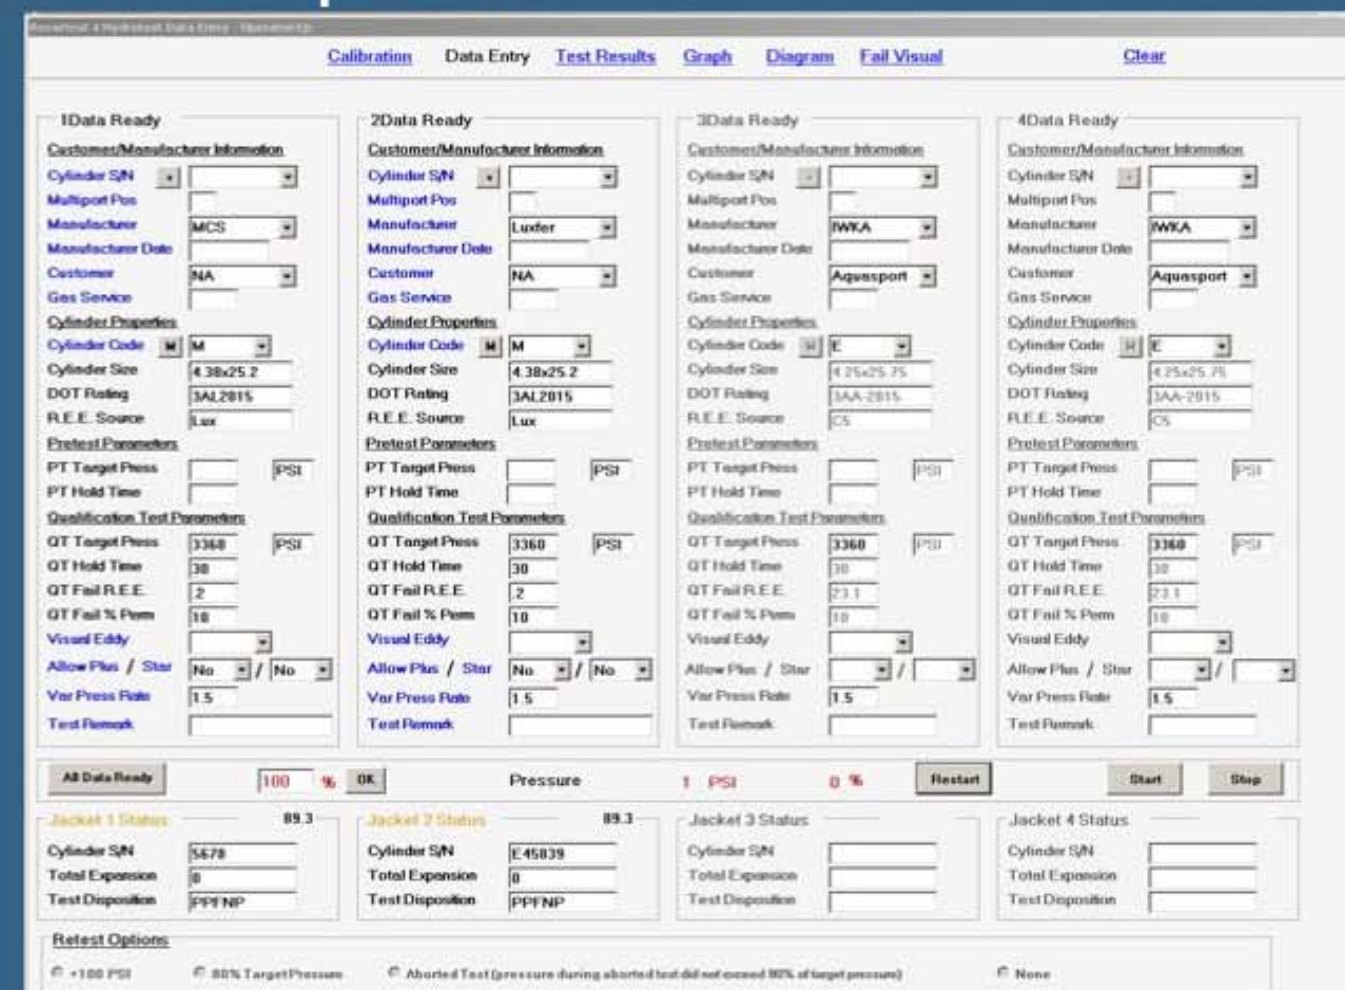 Calibration Data Entry Test Results Graph Diagram Fail Visual Clear
1Data Ready 2Data Ready 3Data Ready 4Data Ready
Customer/Manufacturer Information Customer/Manufacturer Information Customer/Manufacturer Information Customer/Manufacturer Information
Cylinder S/N Cylinder S/N Cylinder S/N Cylinder S/N
Multiport Pos Multiport Pos Multiport Pos Multiport Pos
Manufacturer MCS Manufacturer Luxfer Manufacturer IWKA Manufacturer IWKA
Manufacturer Date Manufacturer Date Manufacturer Date Manufacturer Date
Customer NA Customer NA Customer Aquasport Customer Aquasport
Gas Service Gas Service Gas Service Gas Service
Cylinder Properties Cylinder Properties Cylinder Properties Cylinder Properties
Cylinder Code M M Cylinder Code M M Cylinder Code M E Cylinder Code M E
Cylinder Size 4.38x25.2 Cylinder Size 4.38x25.2 Cylinder Size 4.25x25.75 Cylinder Size 4.25x25.75
DOT Rating 3AL2015 DOT Rating 3AL2015 DOT Rating 3AA-2015 DOT Rating 3AA-2015
R.E.E. Source Lux R.E.E. Source Lux R.E.E. Source C5 R.E.E. Source C5
Pretest Parameters Pretest Parameters Pretest Parameters Pretest Parameters
PT Target Press PSI PT Target Press PSI PT Target Press PSI PT Target Press PSI
PT Hold Time PT Hold Time PT Hold Time PT Hold Time
Qualification Test Parameters Qualification Test Parameters Qualification Test Parameters Qualification Test Parameters
QT Target Press 3360 PSI QT Target Press 3360 PSI QT Target Press 3360 PSI QT Target Press 3360 PSI
QT Hold Time 30 QT Hold Time 30 QT Hold Time 30 QT Hold Time 30
QT Fail R.E.E. .2 QT Fail R.E.E. .2 QT Fail R.E.E. 23.1 QT Fail R.E.E. 23.1
QT Fail % Perm 10 QT Fail % Perm 10 QT Fail % Perm 10 QT Fail % Perm 10
Visual Eddy Visual Eddy Visual Eddy Visual Eddy
Allow Plus / Star No / No Allow Plus / Star No / No Allow Plus / Star / Allow Plus / Star /
Var Press Rate 1.5 Var Press Rate 1.5 Var Press Rate 1.5 Var Press Rate 1.5
Test Remark Test Remark Test Remark Test Remark
All Data Ready 100 % OK Pressure 1 PSI 0 % Restart Start Stop
Jacket 1 Status 89.3 Jacket 2 Status 89.3 Jacket 3 Status Jacket 4 Status
Cylinder S/N 5678 Cylinder S/N E45839 Cylinder S/N Cylinder S/N
Total Expansion 0 Total Expansion 0 Total Expansion Total Expansion
Test Disposition PPFNP Test Disposition PPFNP Test Disposition Test Disposition
Retest Options
+100 PSI 80% Target Pressure Aborted Test (pressure during aborted test did not exceed 80% of target pressure) None